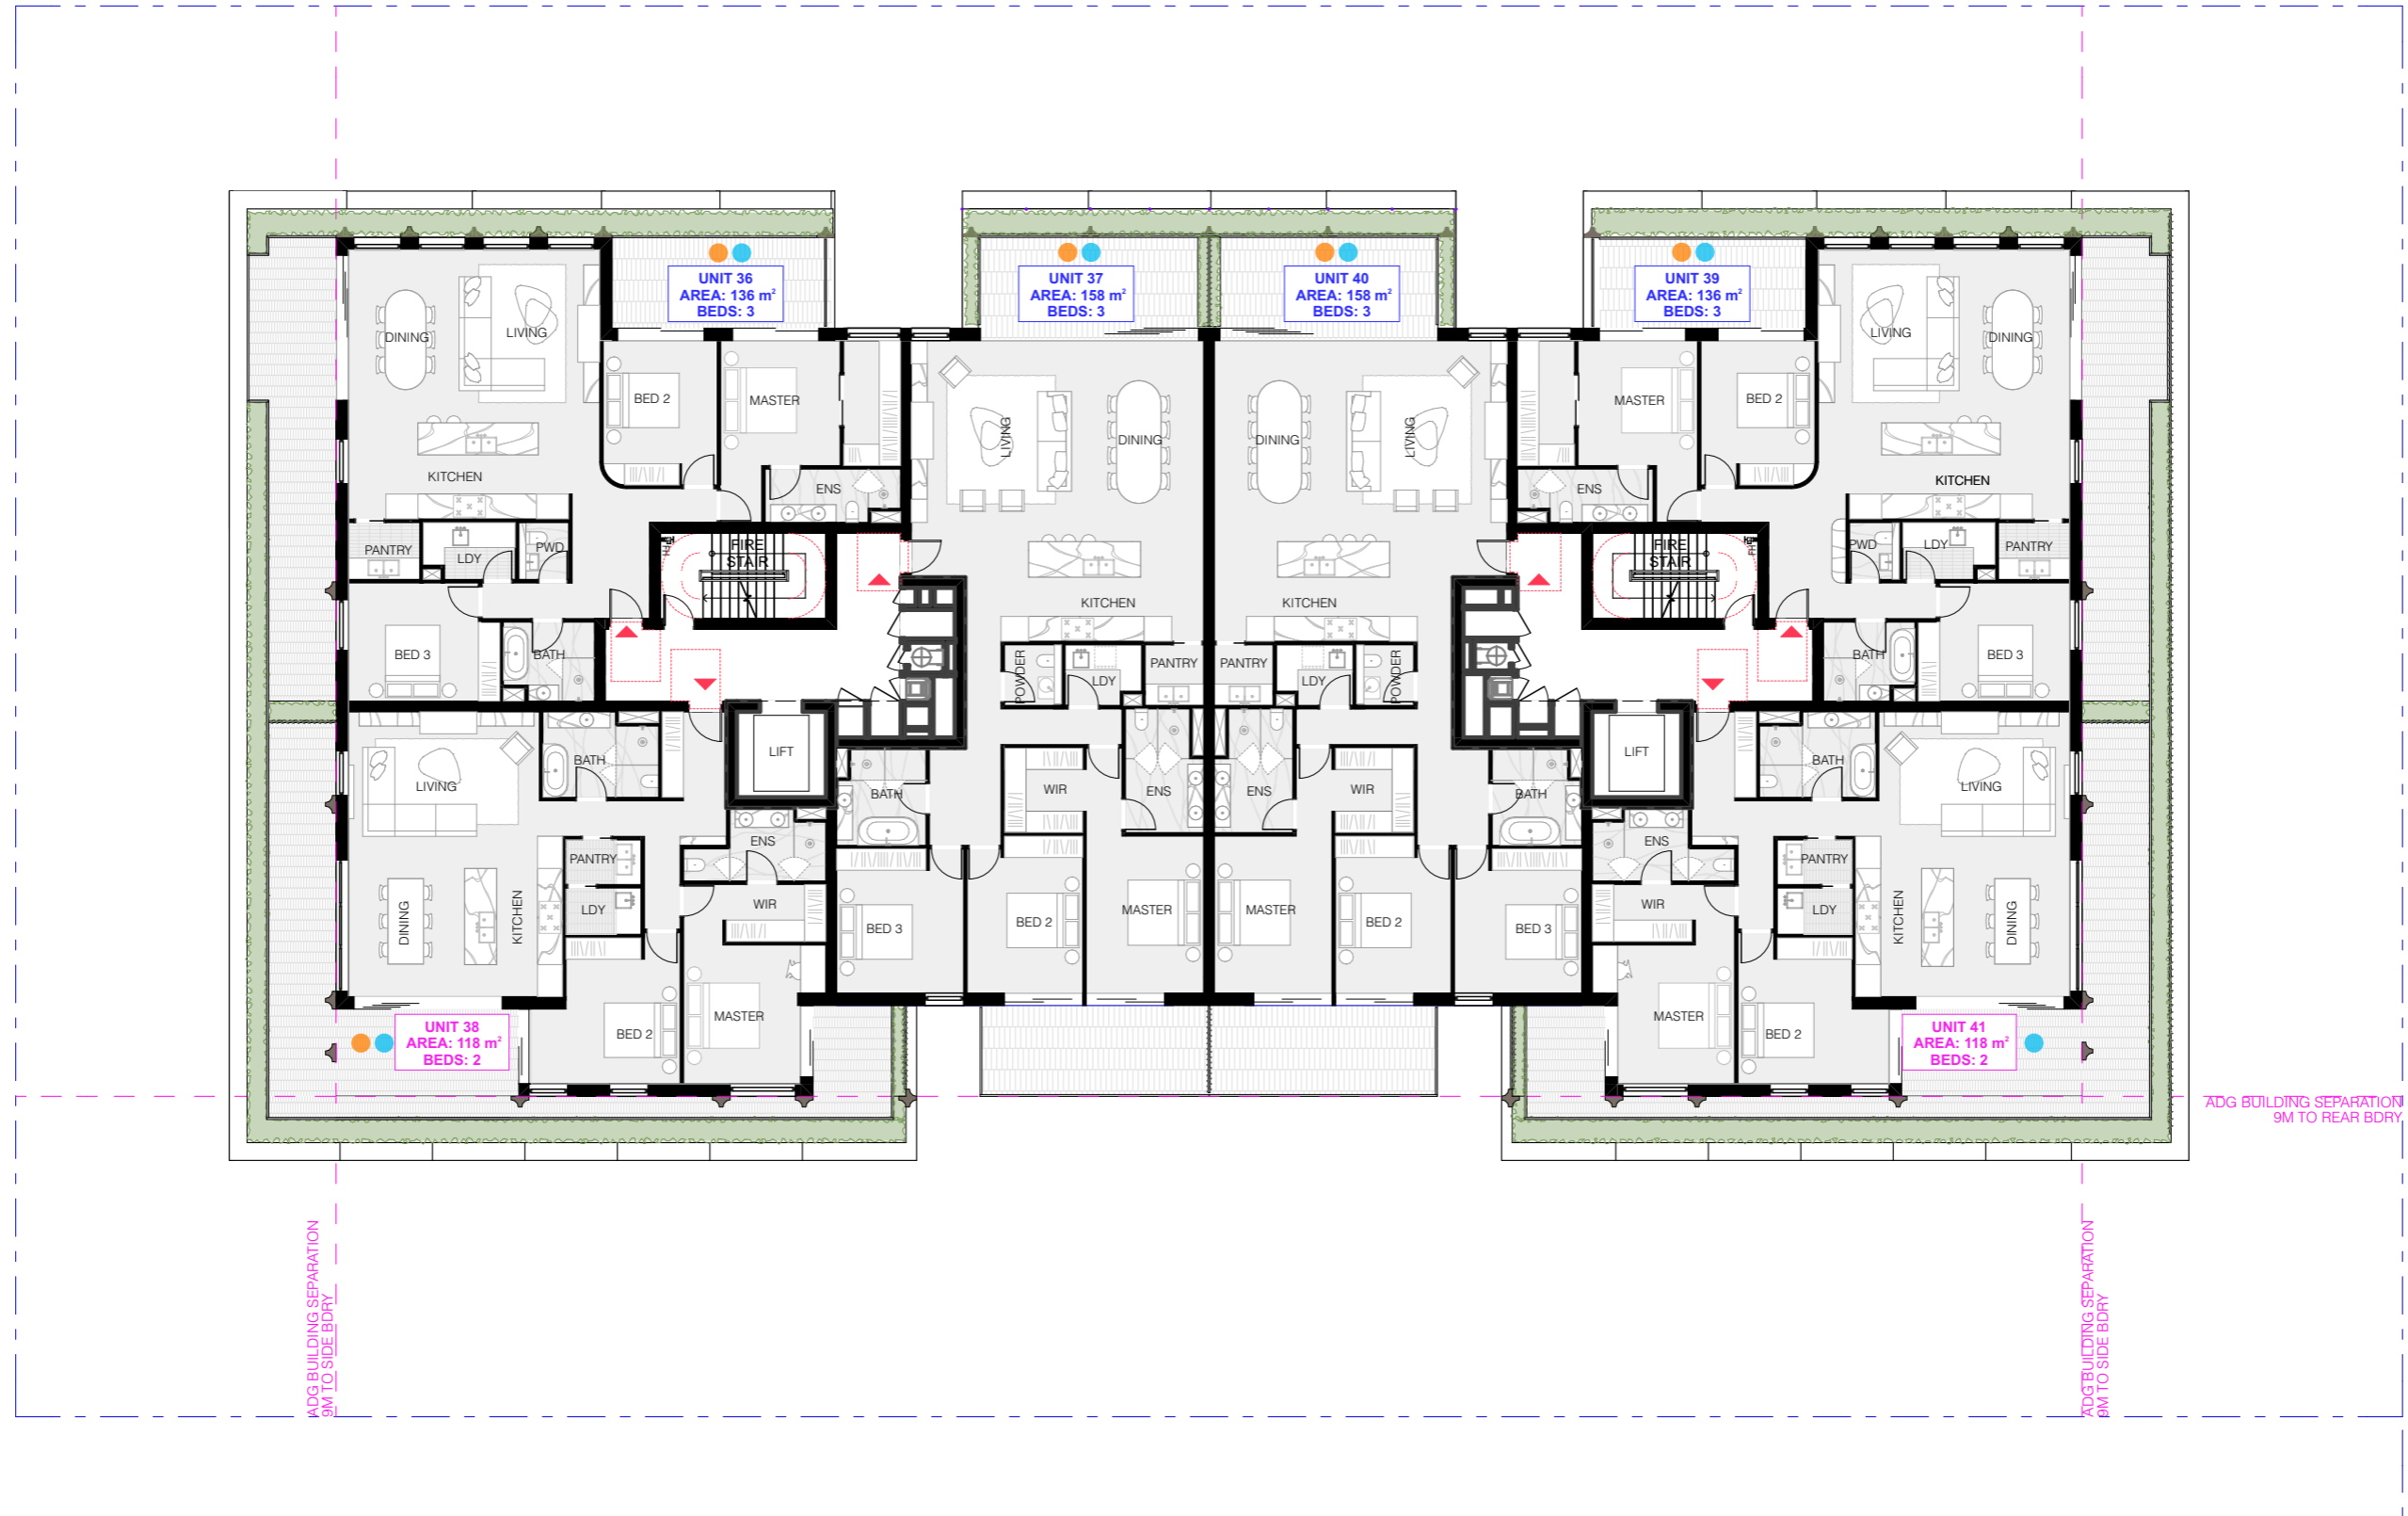 UNIT 36
AREA: 136 m²
BEDS: 3
UNIT 37
AREA: 158 m²
BEDS: 3
UNIT 40
AREA: 158 m²
BEDS: 3
UNIT 39
AREA: 136 m²
BEDS: 3
DINING
LIVING
BED 2
MASTER
KITCHEN
ENS
PANTRY
LDY
PWD
BED 3
BATH
FIRE
STAIR
FH
LIVING
DINING
KITCHEN
POWDER
LDY
PANTRY
BATH
WIR
ENS
BED 3
BED 2
MASTER
DINING
LIVING
KITCHEN
PANTRY
LDY
POWDER
ENS
WIR
BATH
MASTER
BED 2
BED 3
MASTER
BED 2
LIVING
DINING
ENS
KITCHEN
FIRE
STAIR
FH
PWD
LDY
PANTRY
BATH
BED 3
LIVING
BATH
LIFT
PANTRY
ENS
LDY
WIR
DINING
KITCHEN
BED 2
MASTER
UNIT 38
AREA: 118 m²
BEDS: 2
LIFT
BATH
LIVING
ENS
PANTRY
WIR
LDY
KITCHEN
DINING
MASTER
BED 2
UNIT 41
AREA: 118 m²
BEDS: 2
ADG BUILDING SEPARATION
9M TO REAR BDRY
ADG BUILDING SEPARATION
9M TO SIDE BDRY
ADG BUILDING SEPARATION
9M TO SIDE BDRY